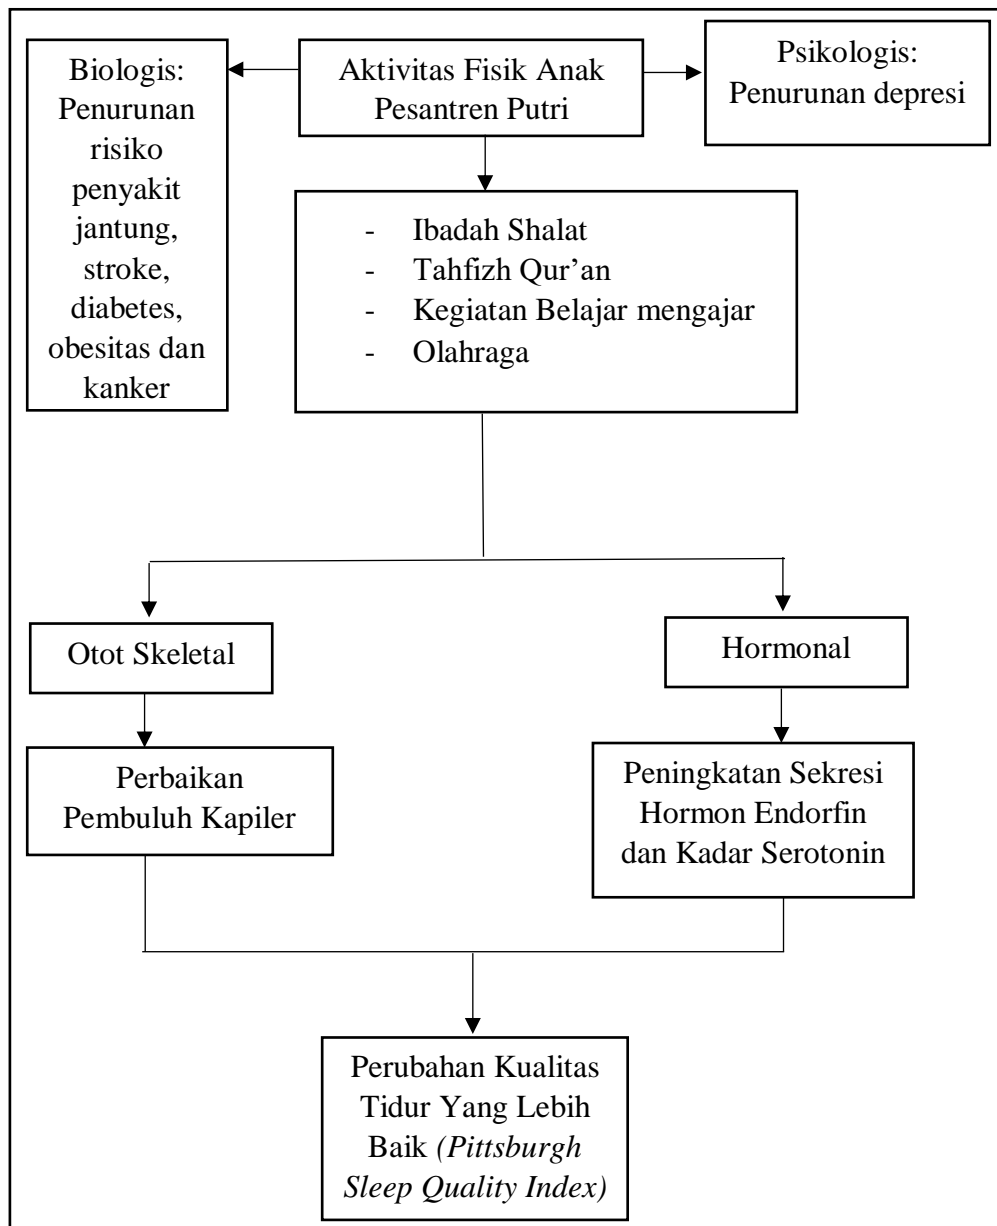 Biologis:
Penurunan
risiko
penyakit
jantung,
stroke,
diabetes,
obesitas dan
kanker
Aktivitas Fisik Anak
Pesantren Putri
Psikologis:
Penurunan depresi
- Ibadah Shalat
- Tahfizh Qur’an
- Kegiatan Belajar mengajar
- Olahraga
Otot Skeletal
Hormonal
Perbaikan
Pembuluh Kapiler
Peningkatan Sekresi
Hormon Endorfin
dan Kadar Serotonin
Perubahan Kualitas
Tidur Yang Lebih
Baik (Pittsburgh
Sleep Quality Index)